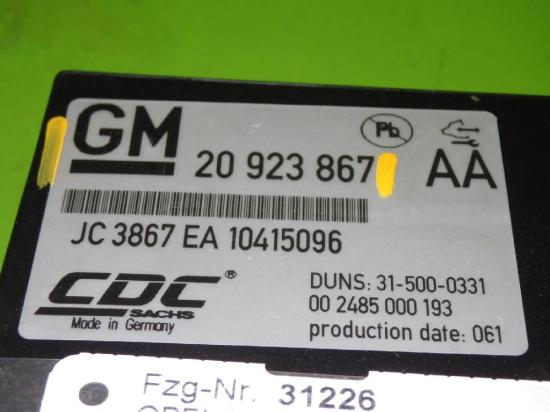 GM
Pb
20 923 867 AA
JC 3867 EA 10415096
CDC®
SACHS
Made in Germany
DUNS: 31-500-0331
00 2485 000 193
production date: 061
Fzg-Nr. 31226